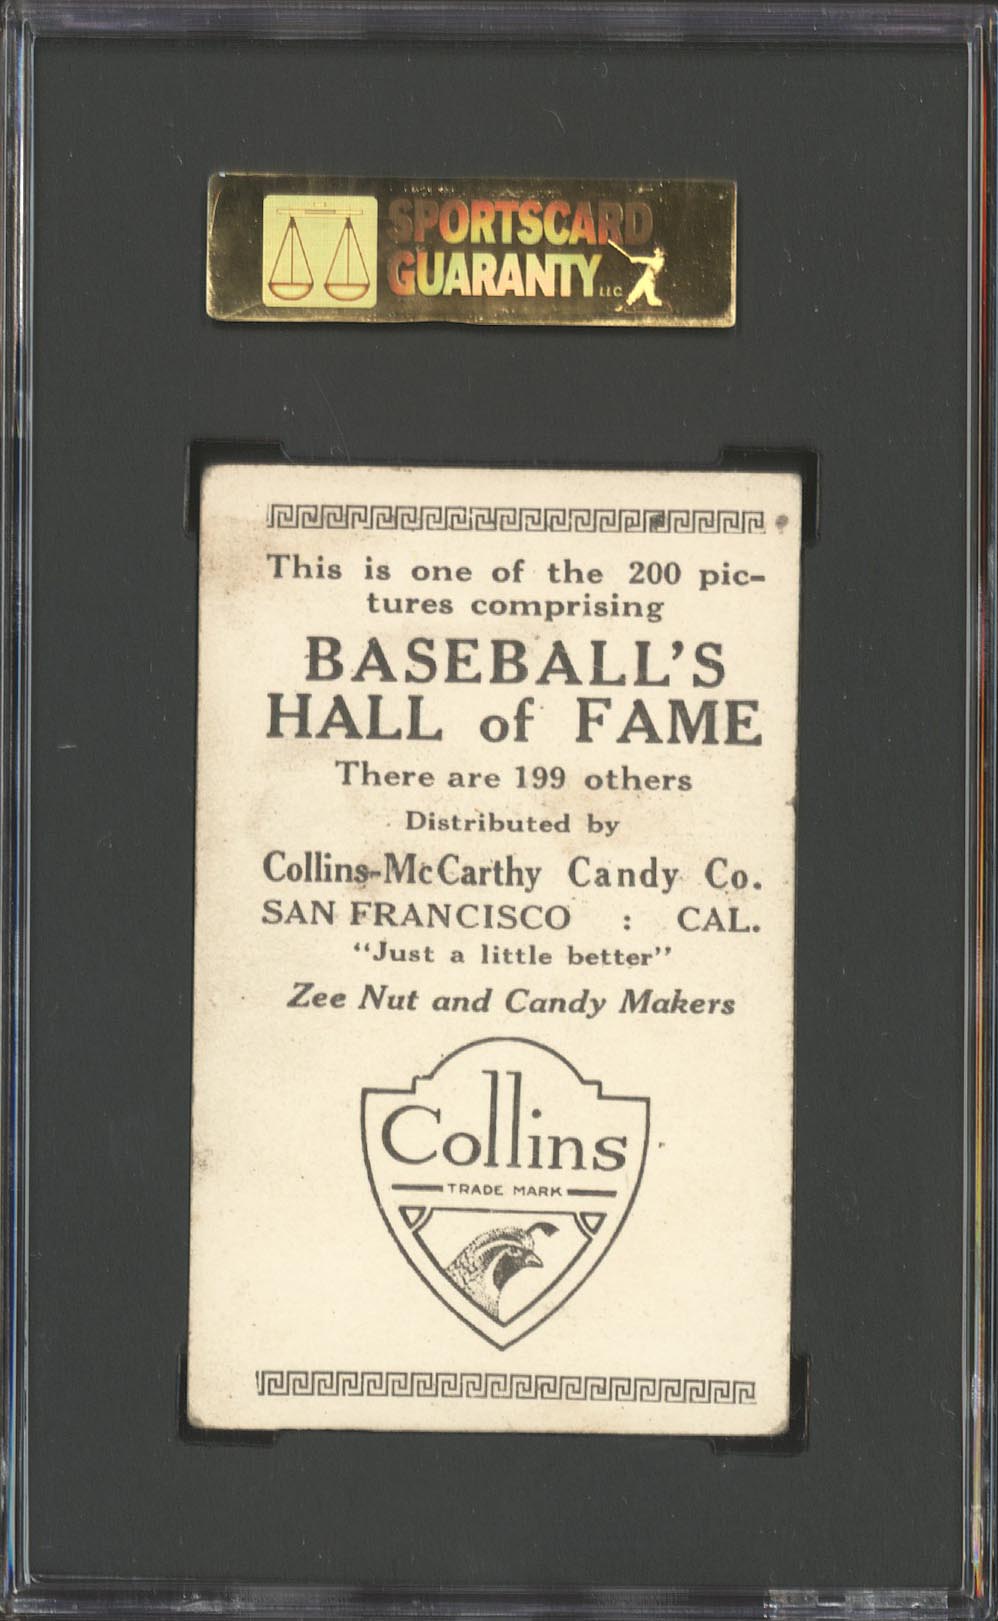 SPORTSCARD
GUARANTY LLC
This is one of the 200 pic-
tures comprising
BASEBALL'S
HALL of FAME
There are 199 others
Distributed by
Collins-McCarthy Candy Co.
SAN FRANCISCO : CAL.
"Just a little better"
Zee Nut and Candy Makers
Collins
TRADE MARK